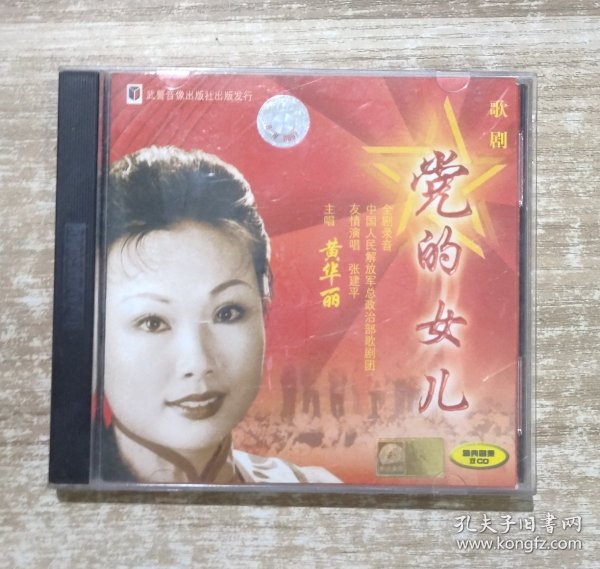 武警音像出版社出版发行
歌剧
党的女儿
全剧录音
中国人民解放军总政治部歌剧团
友情演唱 张建平
主唱 黄华丽
孔夫子旧书网
www.kongfz.com